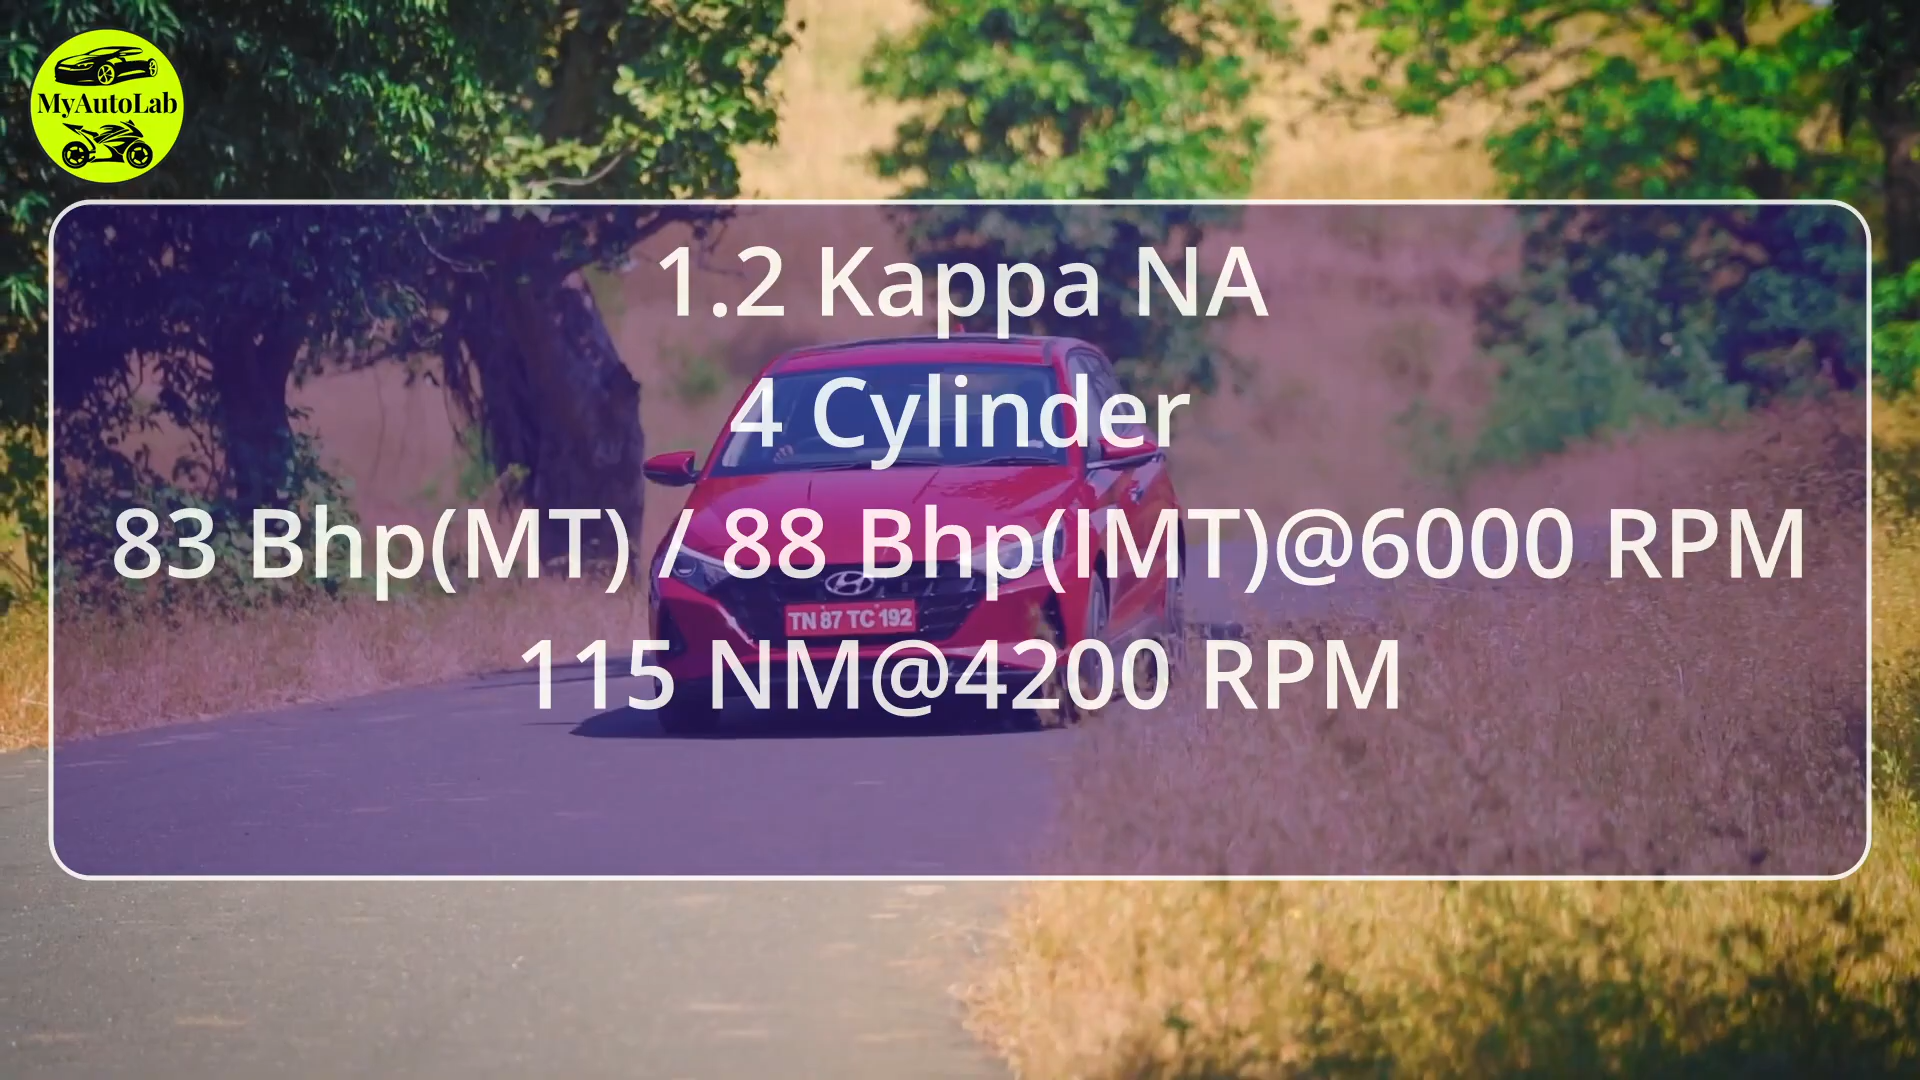 MyAutoLab
1.2 Kappa NA
4 Cylinder
83 Bhp(MT) / 88 Bhp(IMT)@6000 RPM
TN 87 TC 192
115 NM@4200 RPM